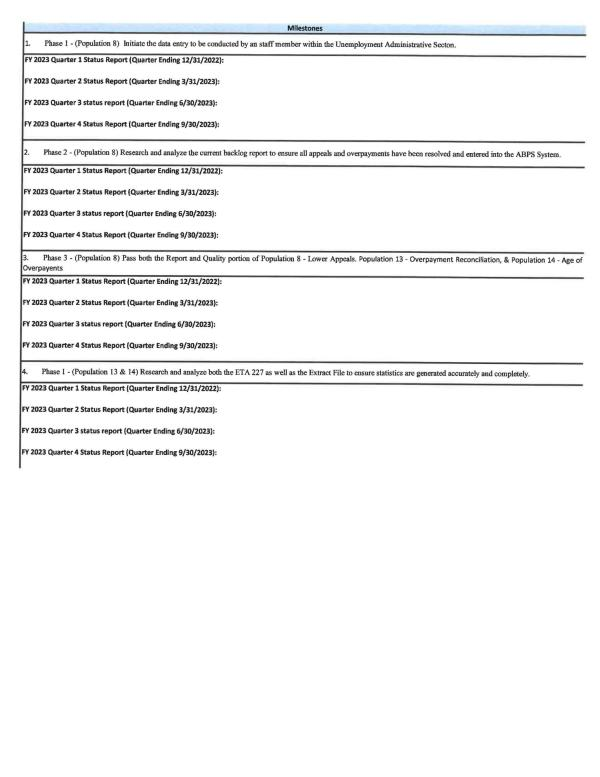 Milestones
1. Phase 1 - (Population 8) Initiate the data entry to be conducted by an staff member within the Unemployment Administrative Secton.
FY 2023 Quarter 1 Status Report (Quarter Ending 12/31/2022):
FY 2023 Quarter 2 Status Report (Quarter Ending 3/31/2023):
FY 2023 Quarter 3 status report (Quarter Ending 6/30/2023):
FY 2023 Quarter 4 Status Report (Quarter Ending 9/30/2023):
2. Phase 2 - (Population 8) Research and analyze the current backlog report to ensure all appeals and overpayments have been resolved and entered into the ABPS System.
FY 2023 Quarter 1 Status Report (Quarter Ending 12/31/2022):
FY 2023 Quarter 2 Status Report (Quarter Ending 3/31/2023):
FY 2023 Quarter 3 status report (Quarter Ending 6/30/2023):
FY 2023 Quarter 4 Status Report (Quarter Ending 9/30/2023):
3. Phase 3 - (Population 8) Pass both the Report and Quality portion of Population 8 - Lower Appeals. Population 13 - Overpayment Reconciliation, & Population 14 - Age of
Overpayents
FY 2023 Quarter 1 Status Report (Quarter Ending 12/31/2022):
FY 2023 Quarter 2 Status Report (Quarter Ending 3/31/2023):
FY 2023 Quarter 3 status report (Quarter Ending 6/30/2023):
FY 2023 Quarter 4 Status Report (Quarter Ending 9/30/2023):
4. Phase 1 - (Population 13 & 14) Research and analyze both the ETA 227 as well as the Extract File to ensure statistics are generated accurately and completely.
FY 2023 Quarter 1 Status Report (Quarter Ending 12/31/2022):
FY 2023 Quarter 2 Status Report (Quarter Ending 3/31/2023):
FY 2023 Quarter 3 status report (Quarter Ending 6/30/2023):
FY 2023 Quarter 4 Status Report (Quarter Ending 9/30/2023):